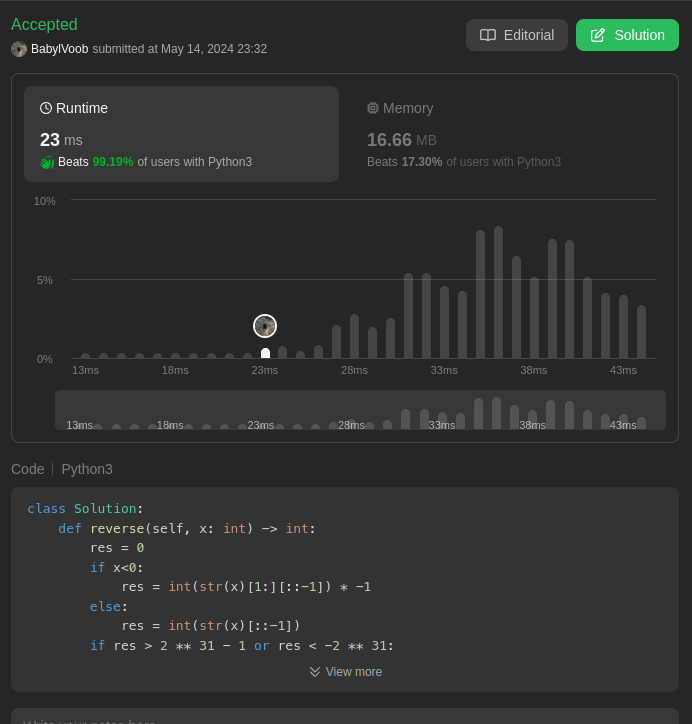 Accepted
BabylVoob submitted at May 14, 2024 23:32
Editorial
Solution
Runtime
23 ms
Beats 99.19% of users with Python3
Memory
16.66 MB
Beats 17.30% of users with Python3
10%
5%
0%
13ms 18ms 23ms 28ms 33ms 38ms 43ms
13ms 18ms 23ms 28ms 33ms 38ms 43ms
Code | Python3
class Solution:
    def reverse(self, x: int) -> int:
        res = 0
        if x<0:
            res = int(str(x)[1:][::-1]) * -1
        else:
            res = int(str(x)[::-1])
        if res > 2 ** 31 - 1 or res < -2 ** 31:
View more
Write your notes here